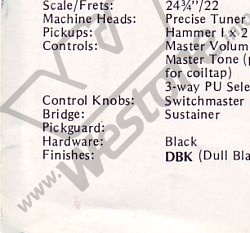 Scale/Frets: 24¾"/22
Machine Heads: Precise Tuner
Pickups: Hammer I x 2
Controls: Master Volum
Master Tone (
for coiltap)
3-way PU Sele
Control Knobs: Switchmaster
Bridge: Sustainer
Pickguard:
Hardware: Black
Finishes: DBK (Dull Bla